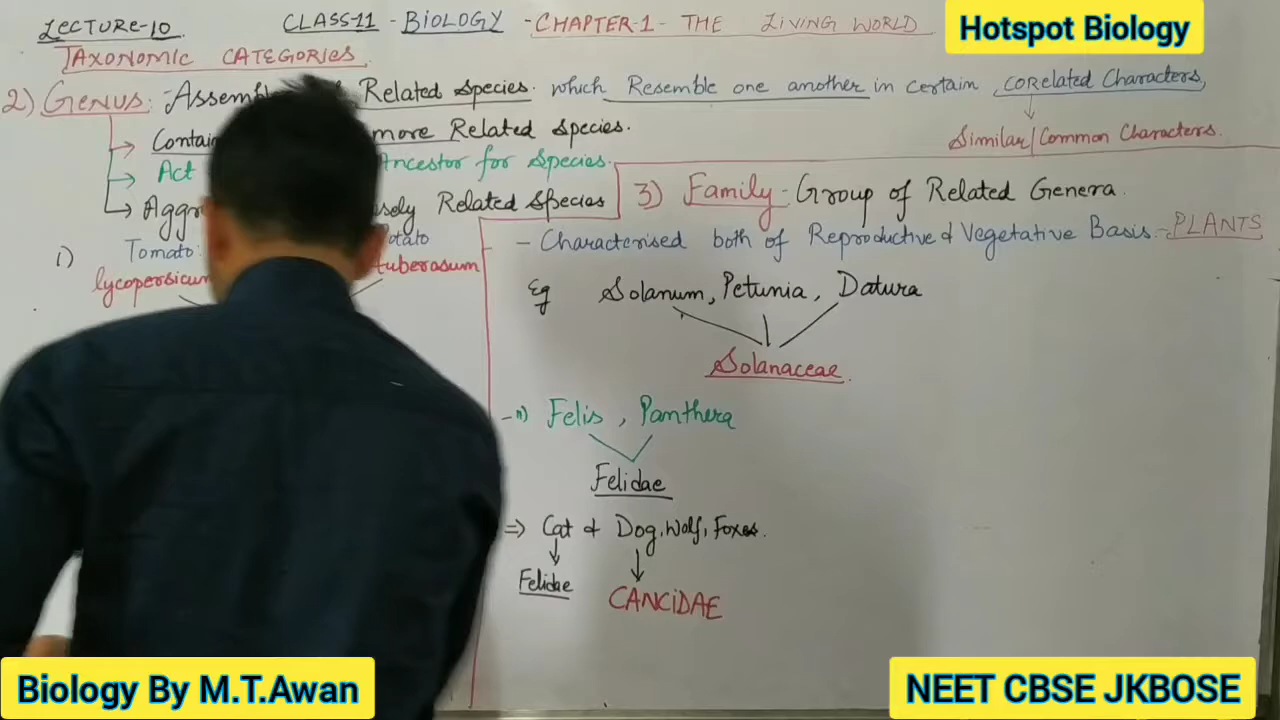 LECTURE-10 CLASS-11 - BIOLOGY - CHAPTER-1 - THE LIVING WORLD
Hotspot Biology
TAXONOMIC CATEGORIES
2) GENUS:- Related Species. which Resemble one another in certain CORelated Characters,
Similar/Common Characters.
more Related Species.
Act Ancestor for Species.
Related Species
i) Tomato: Potato
lycopersicum tuberasum
3) Family - Group of Related Genera.
- Characterised both of Reproductive & Vegetative Basis - PLANTS
Eg Solanum, Petunia, Datura
Solanaceae.
- ii) Felis, Panthera
Felidae
⇒ Cat & Dog, Wolf, Foxes.
Felidae
CANCIDAE
Biology By M.T.Awan
NEET CBSE JKBOSE